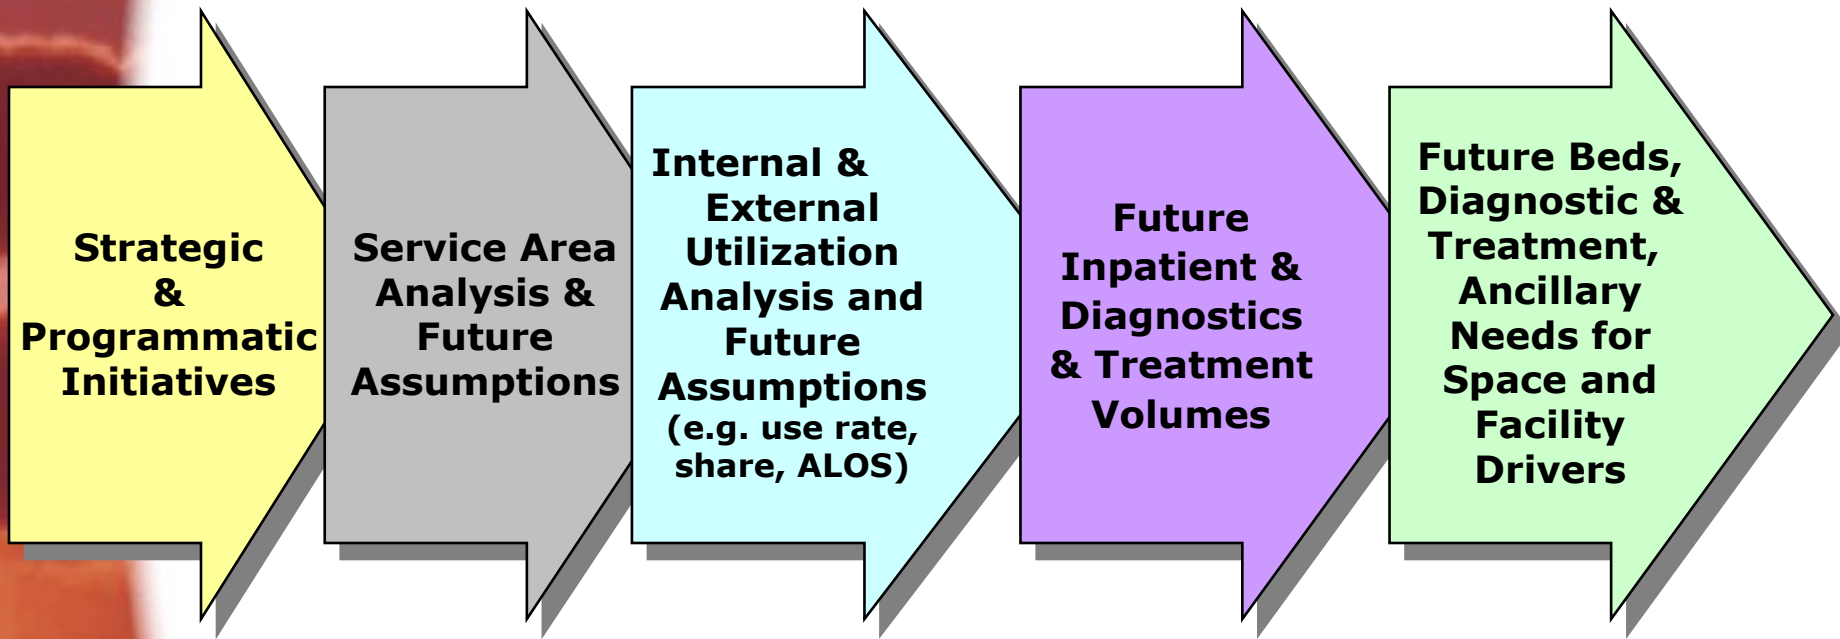 Strategic
&
Programmatic
Initiatives
Service Area
Analysis &
Future
Assumptions
Internal &
External
Utilization
Analysis and
Future
Assumptions
(e.g. use rate,
share, ALOS)
Future
Inpatient &
Diagnostics
& Treatment
Volumes
Future Beds,
Diagnostic &
Treatment,
Ancillary
Needs for
Space and
Facility
Drivers